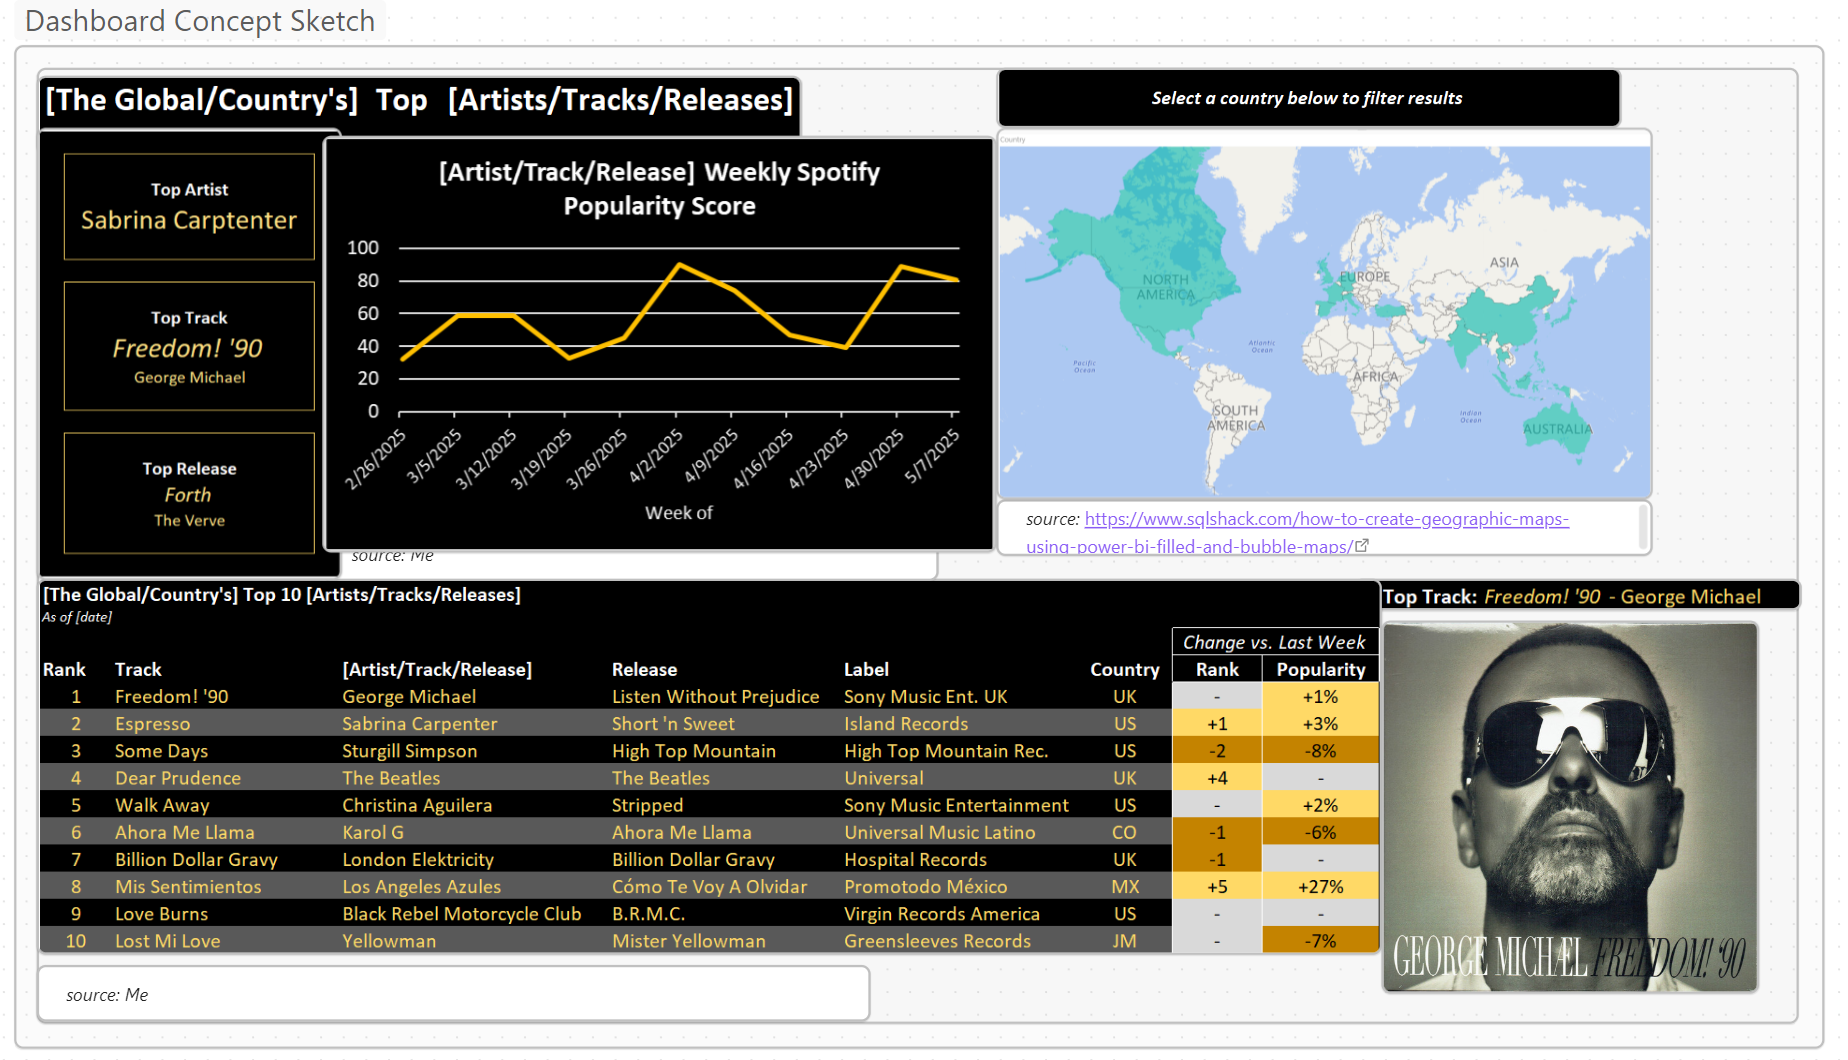 Dashboard Concept Sketch
[The Global/Country's] Top [Artists/Tracks/Releases]
Top Artist
Sabrina Carptenter
Top Track
Freedom! '90
George Michael
Top Release
Forth
The Verve
[Artist/Track/Release] Weekly Spotify
Popularity Score
100
80
60
40
20
0
2/26/2025 3/5/2025 3/12/2025 3/19/2025 3/26/2025 4/2/2025 4/9/2025 4/16/2025 4/23/2025 4/30/2025 5/7/2025
Week of
source: Me
Select a country below to filter results
Country
NORTH
AMERICA
EUROPE
ASIA
Atlantic
Ocean
Pacific
Ocean
AFRICA
SOUTH
AMERICA
Indian
Ocean
AUSTRALIA
source: https://www.sqlshack.com/how-to-create-geographic-maps-
using-power-bi-filled-and-bubble-maps/
[The Global/Country's] Top 10 [Artists/Tracks/Releases]
As of [date]
Change vs. Last Week
Rank Track [Artist/Track/Release] Release Label Country Rank Popularity
1 Freedom! '90 George Michael Listen Without Prejudice Sony Music Ent. UK UK - +1%
2 Espresso Sabrina Carpenter Short 'n Sweet Island Records US +1 +3%
3 Some Days Sturgill Simpson High Top Mountain High Top Mountain Rec. US -2 -8%
4 Dear Prudence The Beatles The Beatles Universal UK +4 -
5 Walk Away Christina Aguilera Stripped Sony Music Entertainment US - +2%
6 Ahora Me Llama Karol G Ahora Me Llama Universal Music Latino CO -1 -6%
7 Billion Dollar Gravy London Elektricity Billion Dollar Gravy Hospital Records UK -1 -
8 Mis Sentimientos Los Angeles Azules Cómo Te Voy A Olvidar Promotodo México MX +5 +27%
9 Love Burns Black Rebel Motorcycle Club B.R.M.C. Virgin Records America US - -
10 Lost Mi Love Yellowman Mister Yellowman Greensleeves Records JM - -7%
source: Me
Top Track: Freedom! '90 - George Michael
GEORGE MICHAEL FREEDOM! '90